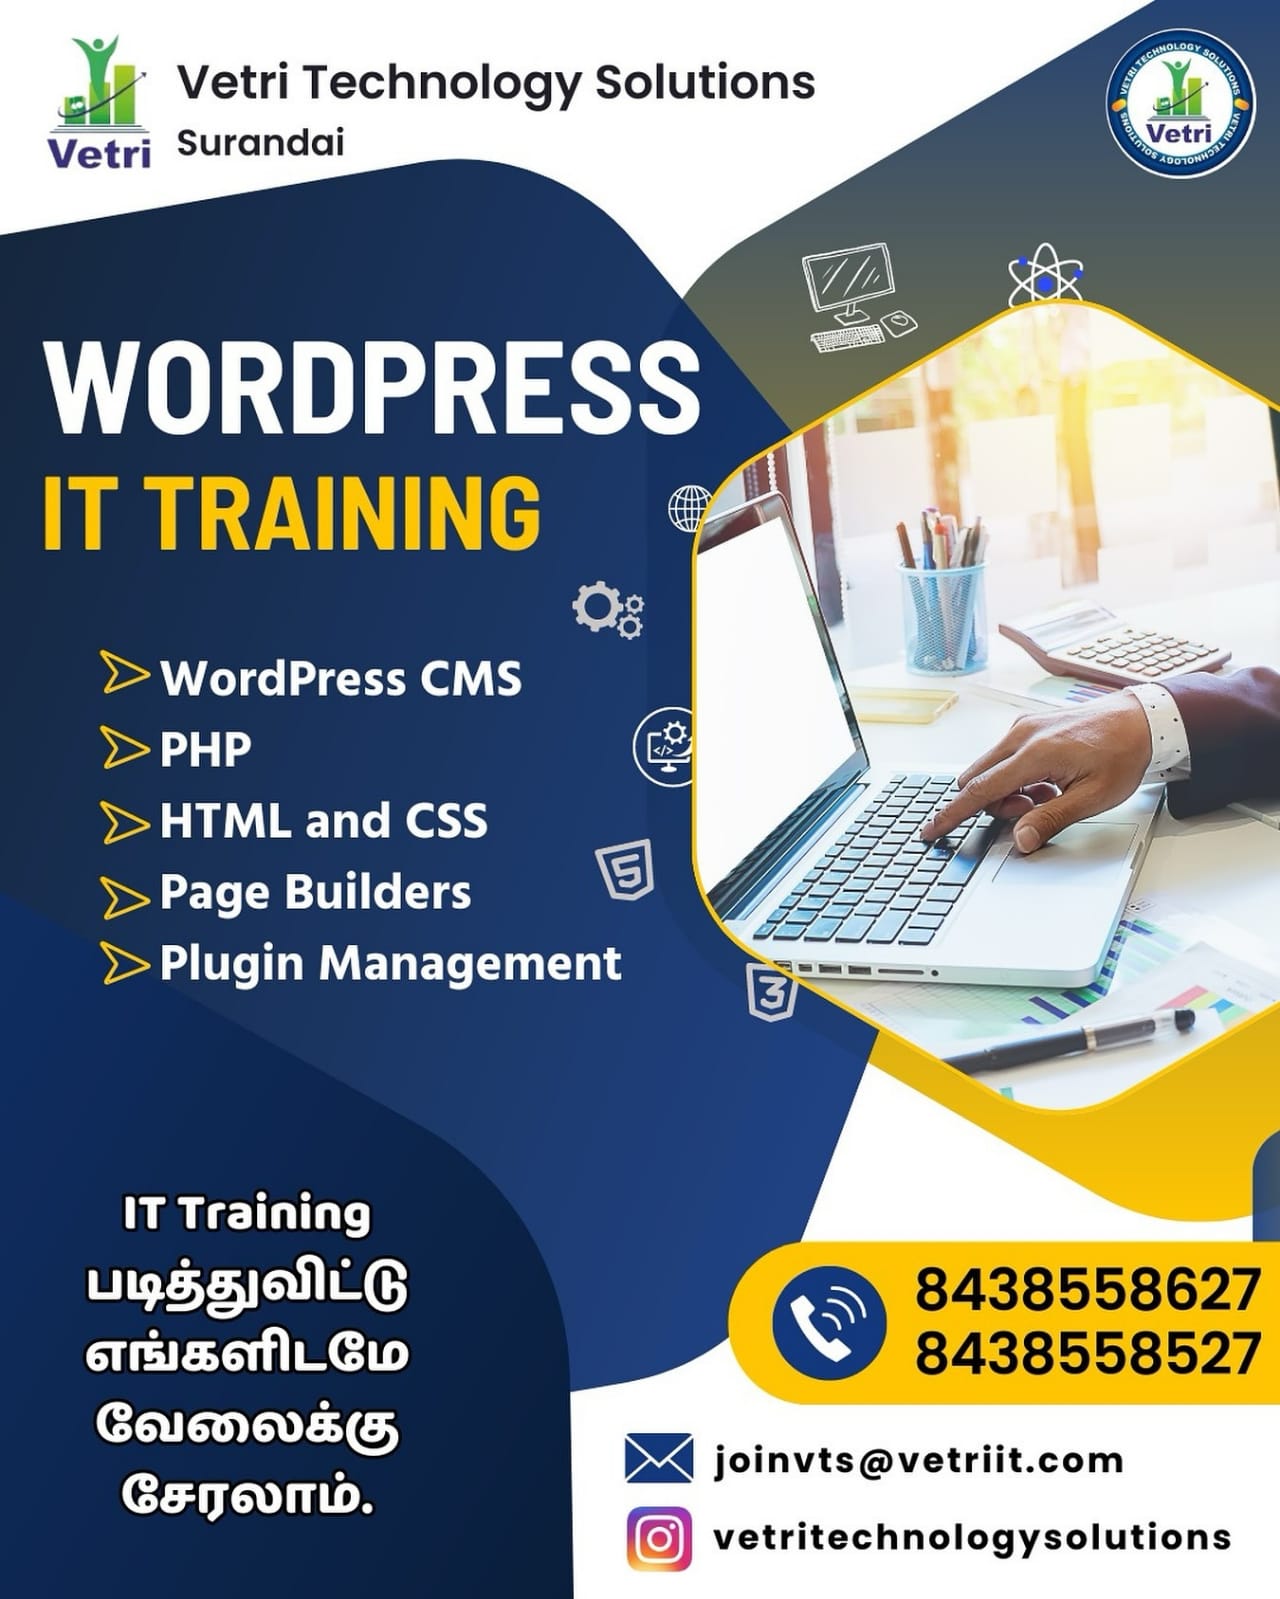 Vetri Technology Solutions
Surandai
Vetri
VETRI TECHNOLOGY SOLUTIONS
VETRI TECHNOLOGY SOLUTIONS
Vetri
WORDPRESS
IT TRAINING
WordPress CMS
PHP
HTML and CSS
Page Builders
Plugin Management
</>
5
3
IT Training
படித்துவிட்டு
எங்களிடமே
வேலைக்கு
சேரலாம்.
8438558627
8438558527
joinvts@vetriit.com
vetritechnologysolutions